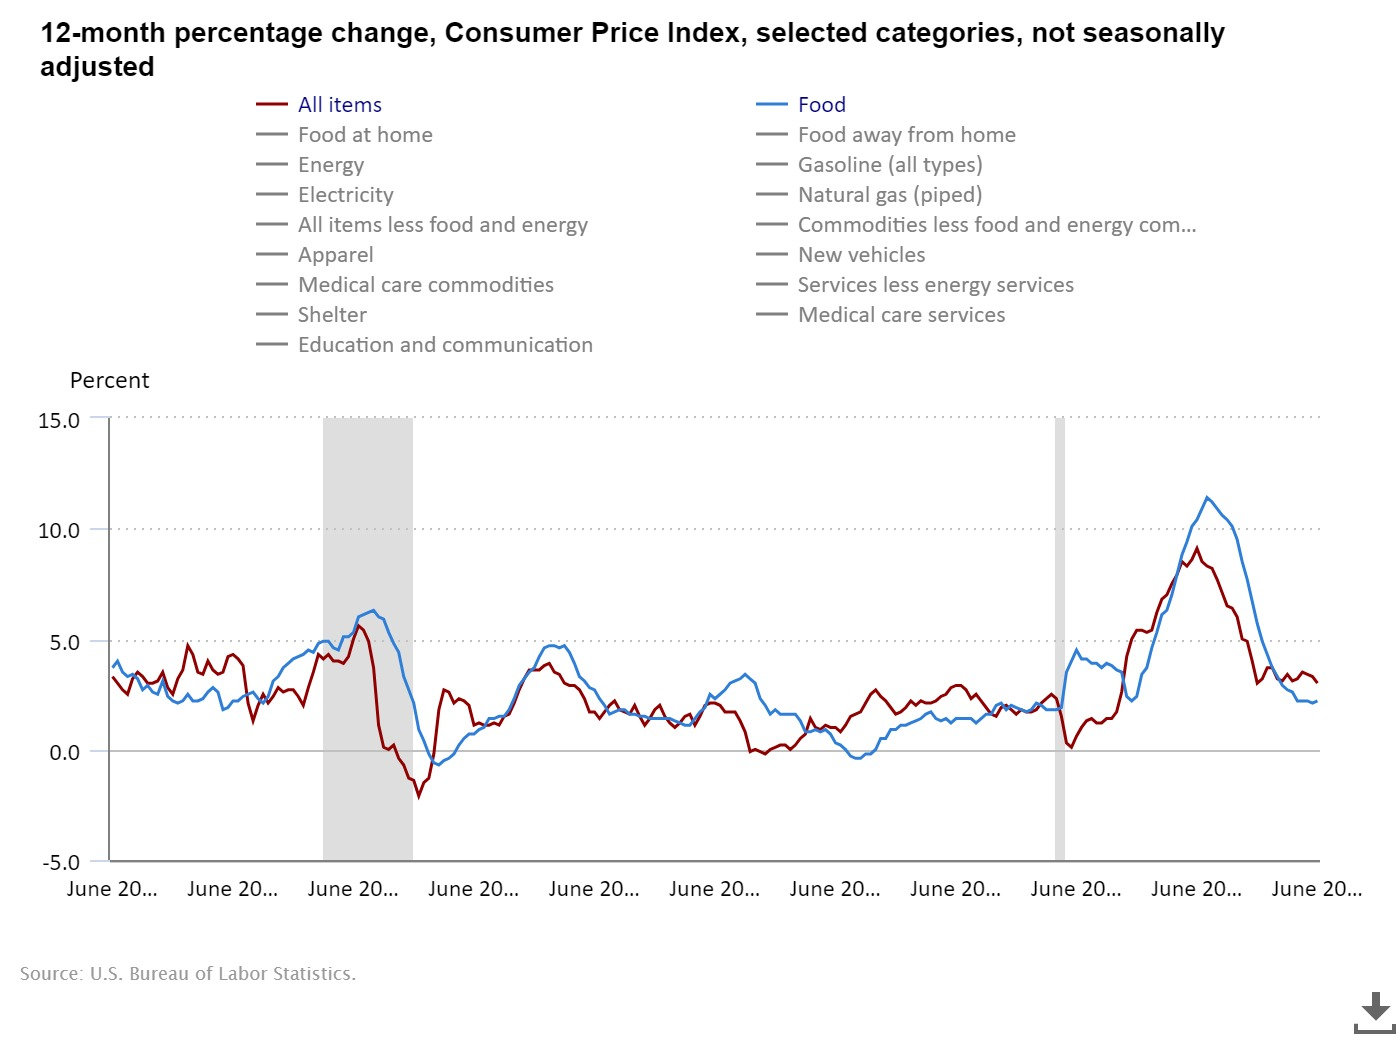 12-month percentage change, Consumer Price Index, selected categories, not seasonally
adjusted
All items
Food
Food at home
Food away from home
Energy
Gasoline (all types)
Electricity
Natural gas (piped)
All items less food and energy
Commodities less food and energy com...
Apparel
New vehicles
Medical care commodities
Services less energy services
Shelter
Medical care services
Education and communication
Percent
15.0
10.0
5.0
0.0
-5.0
June 20... June 20... June 20... June 20... June 20... June 20... June 20... June 20... June 20... June 20... June 20...
Source: U.S. Bureau of Labor Statistics.